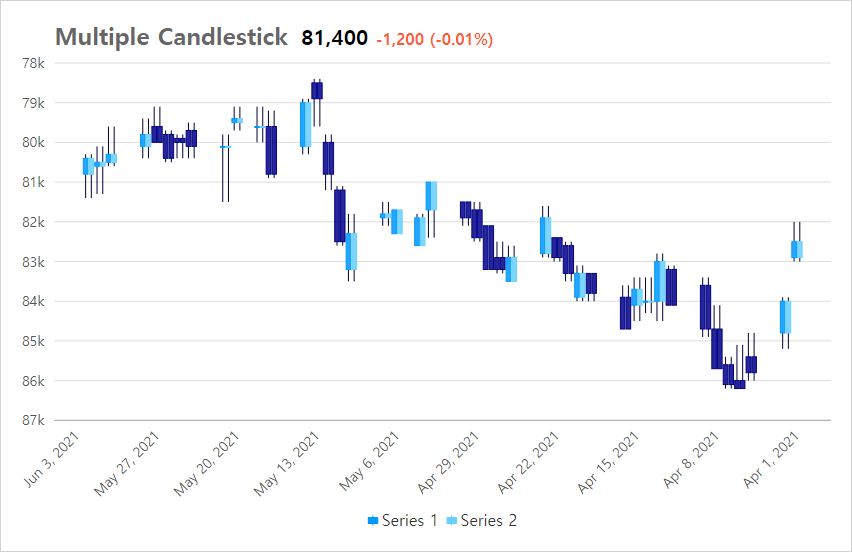 Multiple Candlestick 81,400 -1,200 (-0.01%)
78k
79k
80k
81k
82k
83k
84k
85k
86k
87k
Jun 3, 2021
May 27, 2021
May 20, 2021
May 13, 2021
May 6, 2021
Apr 29, 2021
Apr 22, 2021
Apr 15, 2021
Apr 8, 2021
Apr 1, 2021
Series 1 Series 2